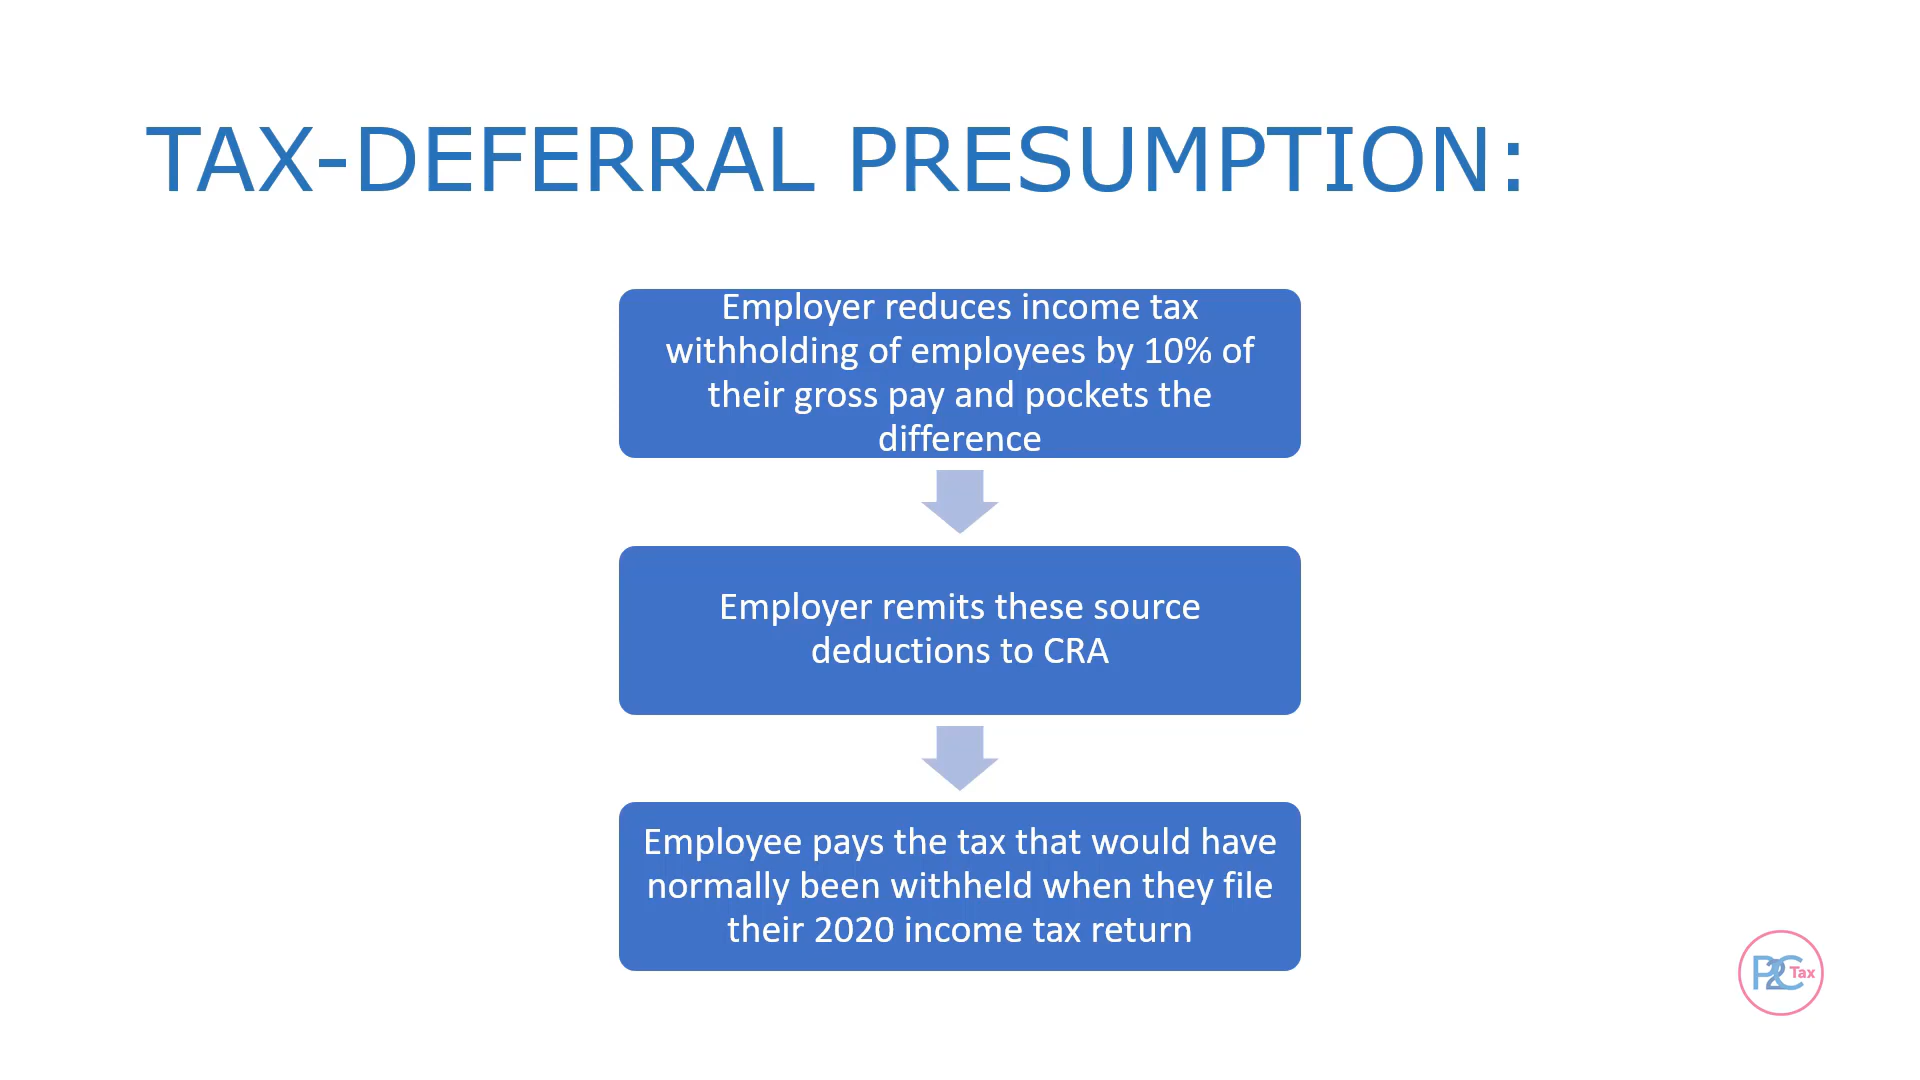 TAX-DEFERRAL PRESUMPTION:
Employer reduces income tax
withholding of employees by 10% of
their gross pay and pockets the
difference
Employer remits these source
deductions to CRA
Employee pays the tax that would have
normally been withheld when they file
their 2020 income tax return
P2C Tax